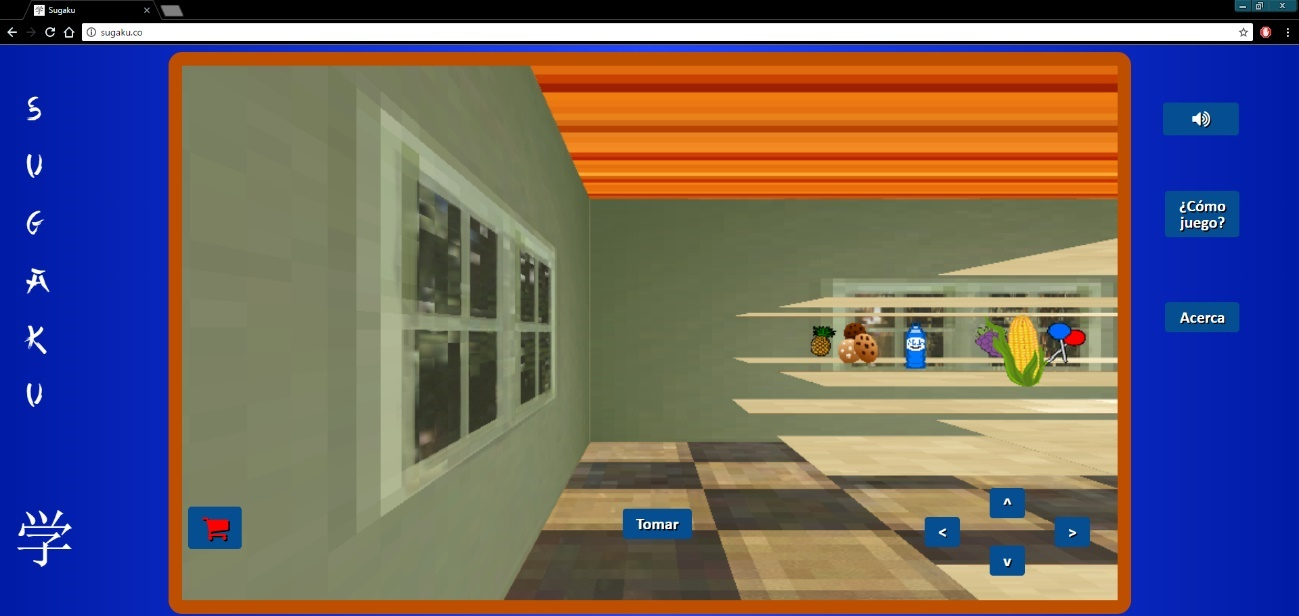 Sugaku
sugaku.co
S
U
G
A
K
U
学
¿Cómo
juego?
Acerca
Tomar
^
<
>
v